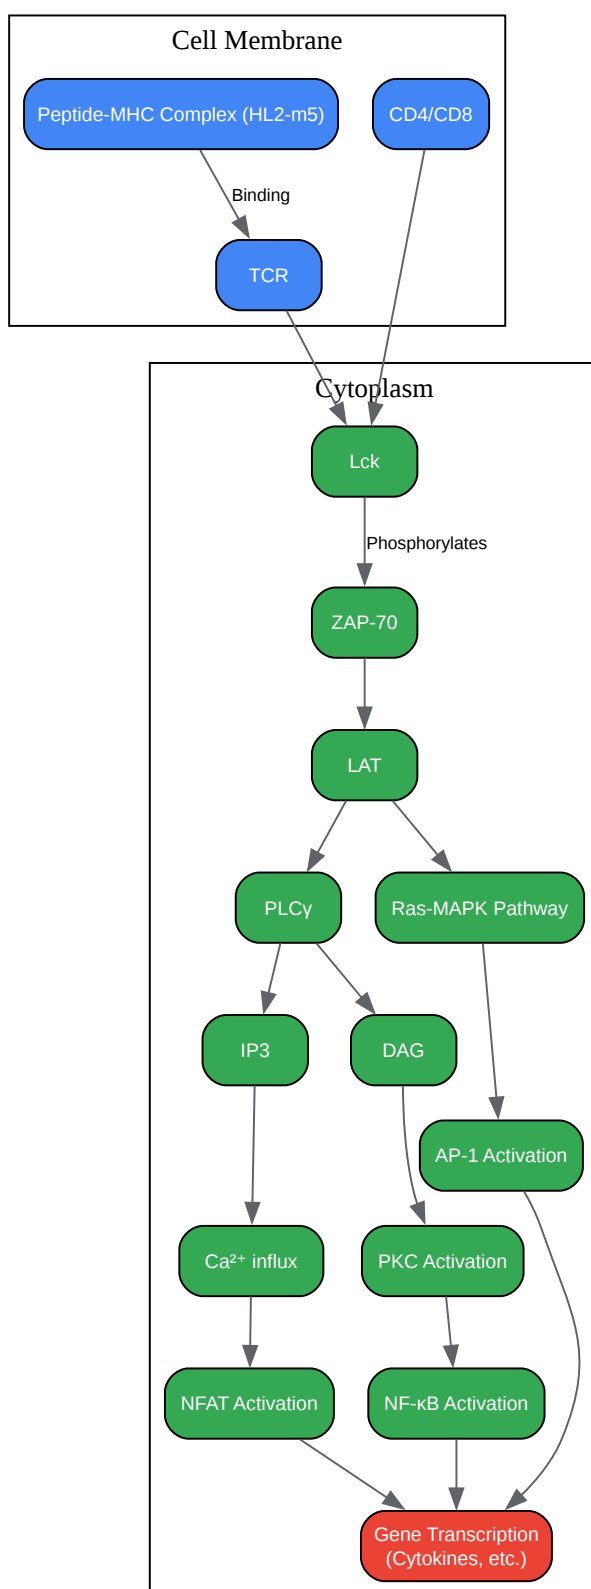 Cell Membrane
Peptide-MHC Complex (HL2-m5)
CD4/CD8
Binding
TCR
Cytoplasm
Lck
Phosphorylates
ZAP-70
LAT
PLCγ
Ras-MAPK Pathway
IP3
DAG
AP-1 Activation
Ca²⁺ influx
PKC Activation
NFAT Activation
NF-κB Activation
Gene Transcription
(Cytokines, etc.)